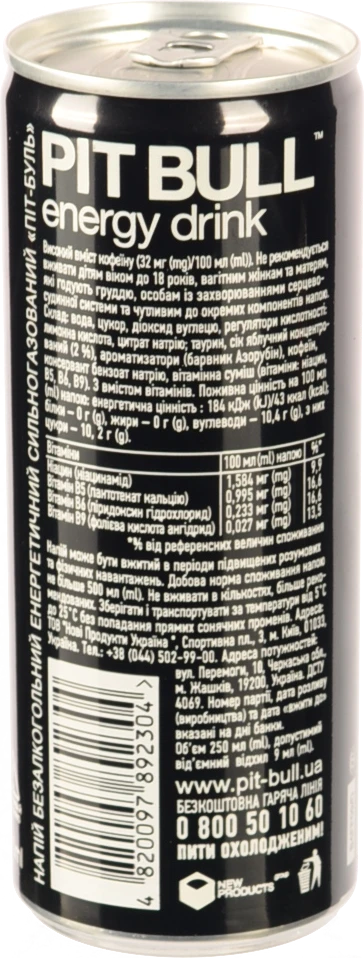 PIT BULL™
energy drink
Високий вміст кофеїну (32 мг (mg)/100 мл (ml)). Не рекомендується
вживати дітям віком до 18 років, вагітним жінкам та матерям,
які годують груддю, особам із захворюваннями серцево-
судинної системи та чутливим до окремих компонентів напою.
Склад: вода, цукор, діоксид вуглецю, регулятори кислотності:
лимонна кислота, цитрат натрію; таурин, сік яблучний концентро-
ваний (2 %), ароматизатори (барвник Азорубін), кофеїн,
консервант бензоат натрію, вітамінна суміш (вітаміни: ніацин,
B5, B6, B9). З вмістом вітамінів. Поживна цінність на 100 мл
(ml) напою: енергетична цінність : 184 кДж (kJ)/43 ккал (kcal);
білки – 0 г (g), жири – 0 г (g), вуглеводи – 10,4 г (g), з них
цукри – 10, 2 г (g).
Вітаміни 100 мл (ml) напою %*
Ніацин (ніацинамід) 1,584 мг (mg) 9,9
Вітамін B5 (пантотенат кальцію) 0,995 мг (mg) 16,6
Вітамін B6 (піридоксин гідрохлорид) 0,233 мг (mg) 16,6
Вітамін B9 (фолієва кислота ангідрид) 0,027 мг (mg) 13,5
*% від референсних величин споживання
Напій може бути вжитий в періоди підвищених розумових
та фізичних навантажень. Добова норма споживання напою
не більше 500 мл (ml). Не вживати в кількостях, більше реко-
мендованих. Зберігати і транспортувати за температури від 5°С
до 25°С без попадання прямих сонячних променів. Адреса:
ТОВ "Нові Продукти Україна", Спортивна пл., 3, м. Київ, 01033,
Україна. Тел.: +38 (044) 502-99-00. Адреса потужностей:
вул. Перемоги, 10, Черкаська обл.,
м. Жашків, 19200, Україна. ДСТУ
4069. Номер партії, дата розливу
(виробництва) та дата «вжити до»
вказані на дні банки.
Об'єм 250 мл (ml), допустимий
від'ємний відхил 9 мл (ml).
www.pit-bull.ua
БЕЗКОШТОВНА ГАРЯЧА ЛІНІЯ
0 800 50 10 60
ПИТИ ОХОЛОДЖЕНИМ!
NEW
PRODUCTS
4 820097 892304 >
НАПІЙ БЕЗАЛКОГОЛЬНИЙ ЕНЕРГЕТИЧНИЙ СИЛЬНОГАЗОВАНИЙ «ПІТ-БУЛЬ»